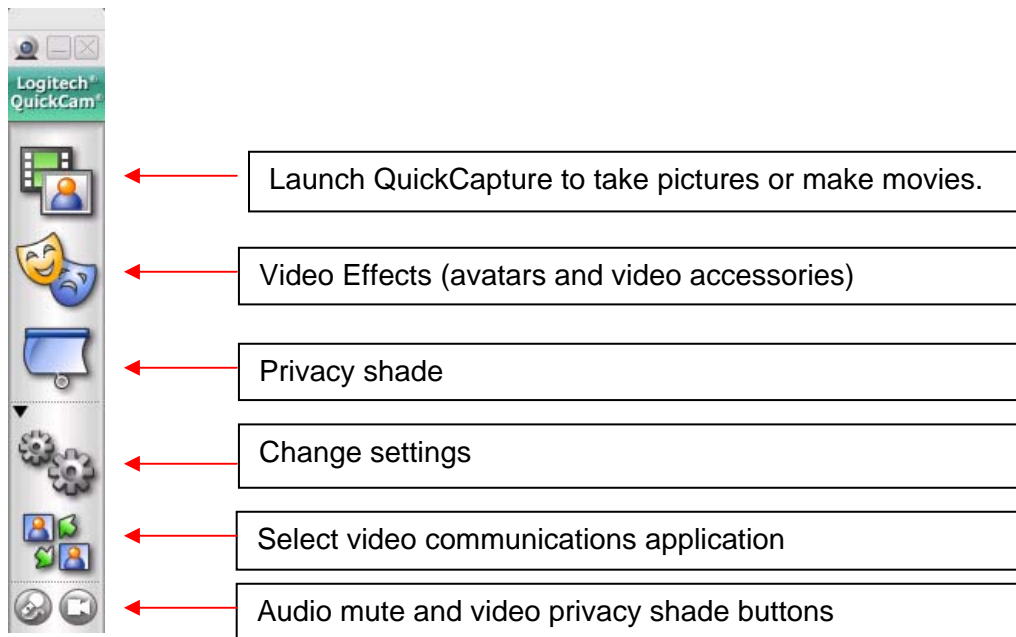 Logitech®
QuickCam®
Launch QuickCapture to take pictures or make movies.
Video Effects (avatars and video accessories)
Privacy shade
Change settings
Select video communications application
Audio mute and video privacy shade buttons